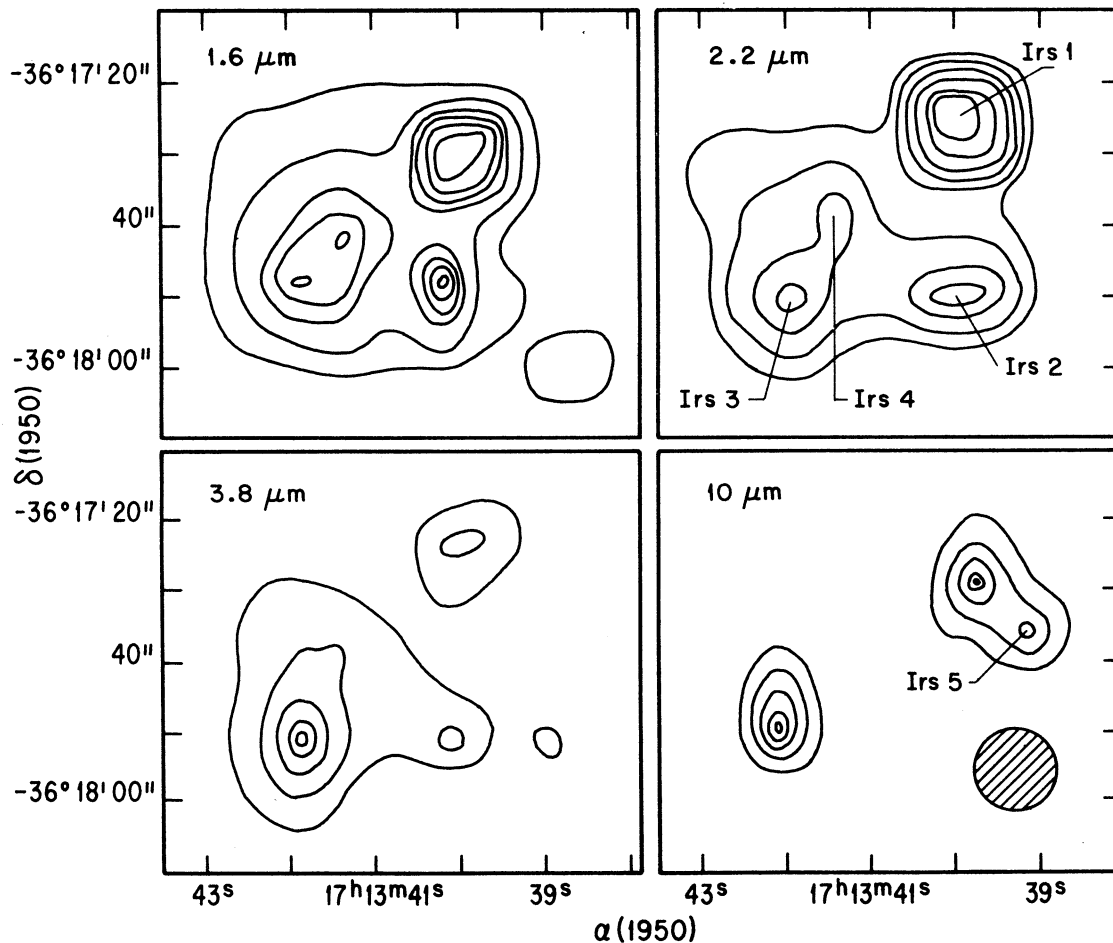 1.6 μm
2.2 μm
Irs 1
Irs 2
Irs 3
Irs 4
-36° 17' 20"
40"
-36° 18' 00"
δ (1950)
3.8 μm
10 μm
Irs 5
-36° 17' 20"
40"
-36° 18' 00"
43ˢ
17ʰ13ᵐ41ˢ
39ˢ
43ˢ
17ʰ13ᵐ41ˢ
39ˢ
α (1950)